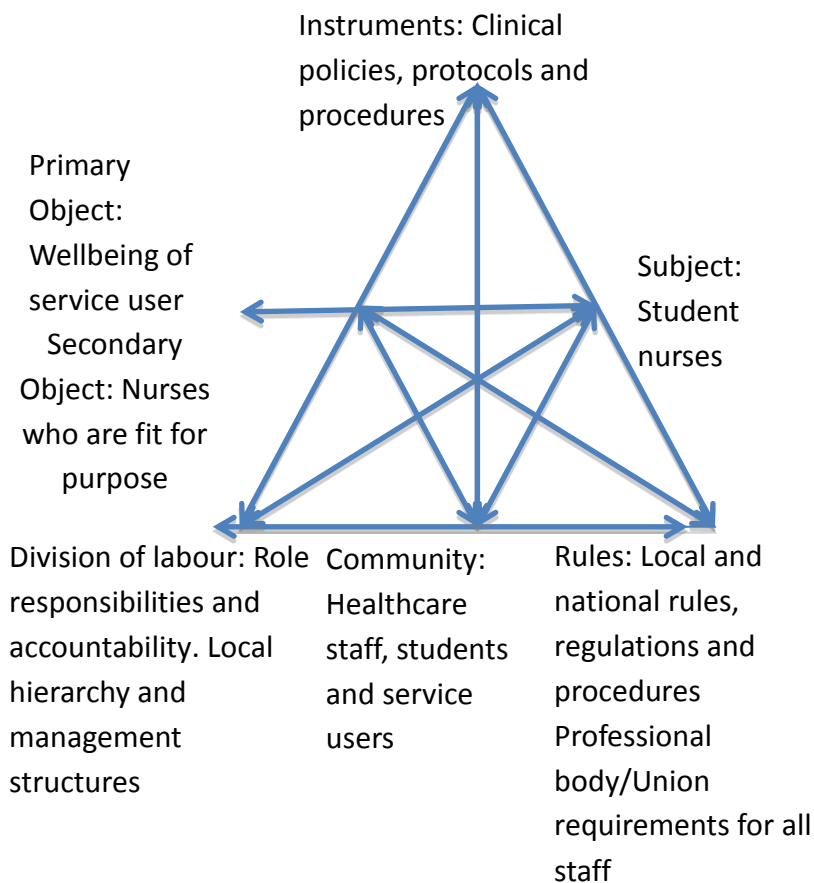 Instruments: Clinical
policies, protocols and
procedures
Primary
Object:
Wellbeing of
service user
Secondary
Object: Nurses
who are fit for
purpose
Subject:
Student
nurses
Division of labour: Role
responsibilities and
accountability. Local
hierarchy and
management
structures
Community:
Healthcare
staff, students
and service
users
Rules: Local and
national rules,
regulations and
procedures
Professional
body/Union
requirements for all
staff